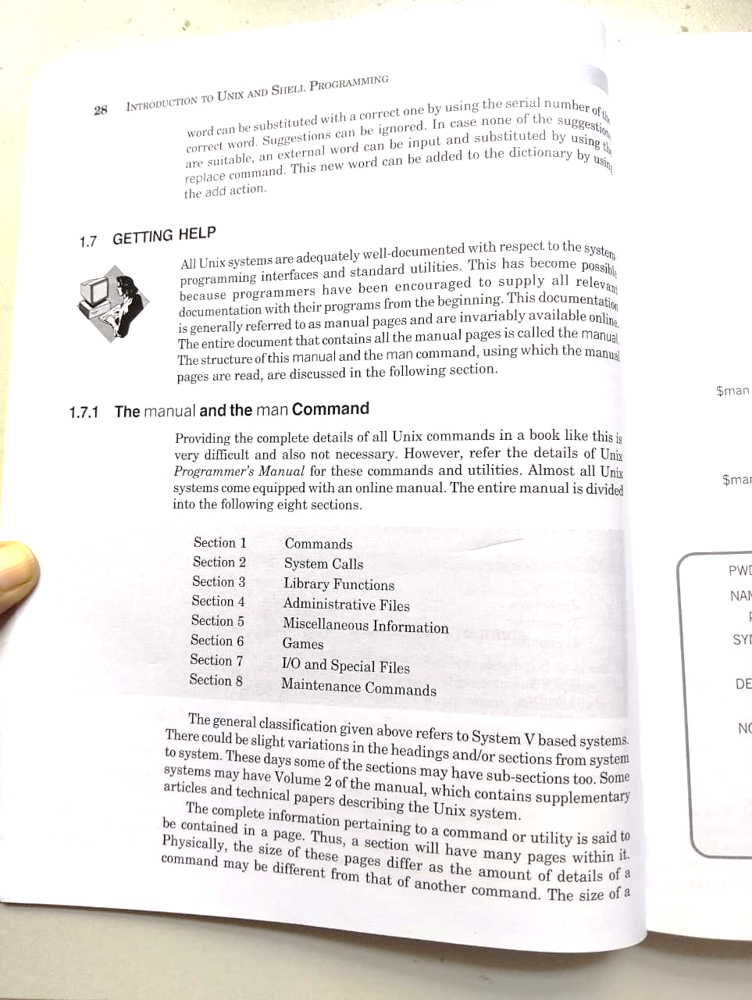 28 INTRODUCTION TO UNIX AND SHELL PROGRAMMING
word can be substituted with a correct one by using the serial number of the
correct word. Suggestions can be ignored. In case none of the suggestions
are suitable, an external word can be input and substituted by using the
replace command. This new word can be added to the dictionary by using
the add action.
1.7 GETTING HELP
All Unix systems are adequately well-documented with respect to the system
programming interfaces and standard utilities. This has become possible
because programmers have been encouraged to supply all relevant
documentation with their programs from the beginning. This documentation
is generally referred to as manual pages and are invariably available online.
The entire document that contains all the manual pages is called the manual.
The structure of this manual and the man command, using which the manual
pages are read, are discussed in the following section.
1.7.1 The manual and the man Command
Providing the complete details of all Unix commands in a book like this is
very difficult and also not necessary. However, refer the details of Unix
Programmer's Manual for these commands and utilities. Almost all Unix
systems come equipped with an online manual. The entire manual is divided
into the following eight sections.
Section 1 Commands
Section 2 System Calls
Section 3 Library Functions
Section 4 Administrative Files
Section 5 Miscellaneous Information
Section 6 Games
Section 7 I/O and Special Files
Section 8 Maintenance Commands
The general classification given above refers to System V based systems.
There could be slight variations in the headings and/or sections from system
to system. These days some of the sections may have sub-sections too. Some
systems may have Volume 2 of the manual, which contains supplementary
articles and technical papers describing the Unix system.
The complete information pertaining to a command or utility is said to
be contained in a page. Thus, a section will have many pages within it.
Physically, the size of these pages differ as the amount of details of a
command may be different from that of another command. The size of a
$man
$man
PWD
NAM
SYN
DE
NO